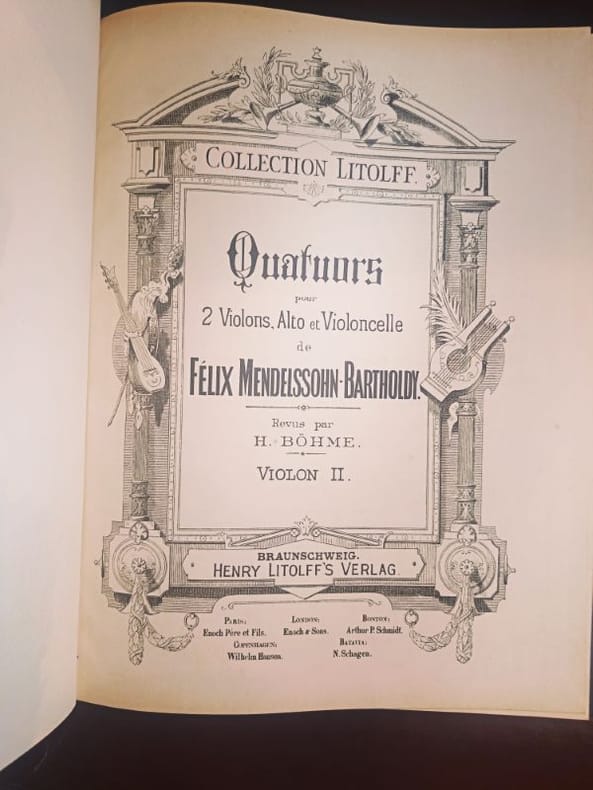 COLLECTION LITOLFF.
Quatuors
pour
2 Violons, Alto et Violoncelle
de
FÉLIX MENDELSSOHN-BARTHOLDY.
Revus par
H. BÖHME.
VIOLON II.
BRAUNSCHWEIG.
HENRY LITOLFF'S VERLAG.
PARIS; LONDON; BOSTON;
Enoch Père et Fils. Enoch & Sons. Arthur P. Schmidt.
COPENHAGEN; BATAVIA:
Wilhelm Hansen. N. Schagen.